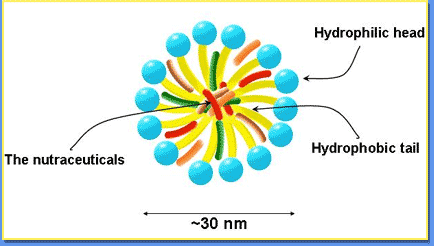 Hydrophilic head
The nutraceuticals
Hydrophobic tail
~30 nm